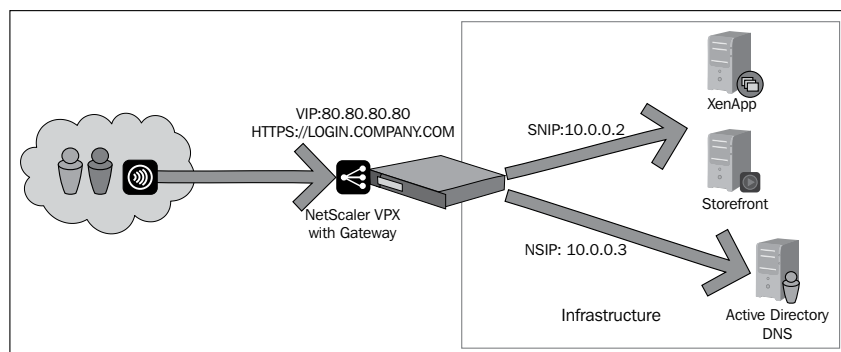 VIP:80.80.80.80
HTTPS://LOGIN.COMPANY.COM
NetScaler VPX
with Gateway
SNIP:10.0.0.2
NSIP: 10.0.0.3
XenApp
Storefront
Infrastructure
Active Directory
DNS